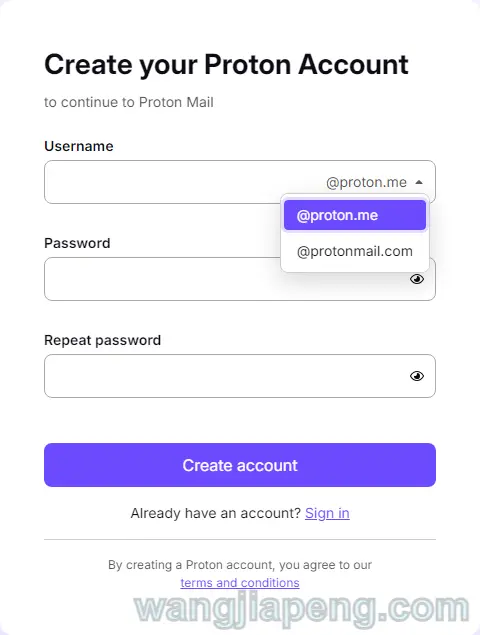 Create your Proton Account
to continue to Proton Mail
Username
@proton.me
@proton.me
@protonmail.com
Password
Repeat password
Create account
Already have an account? Sign in
By creating a Proton account, you agree to our
terms and conditions
wangjiapeng.com